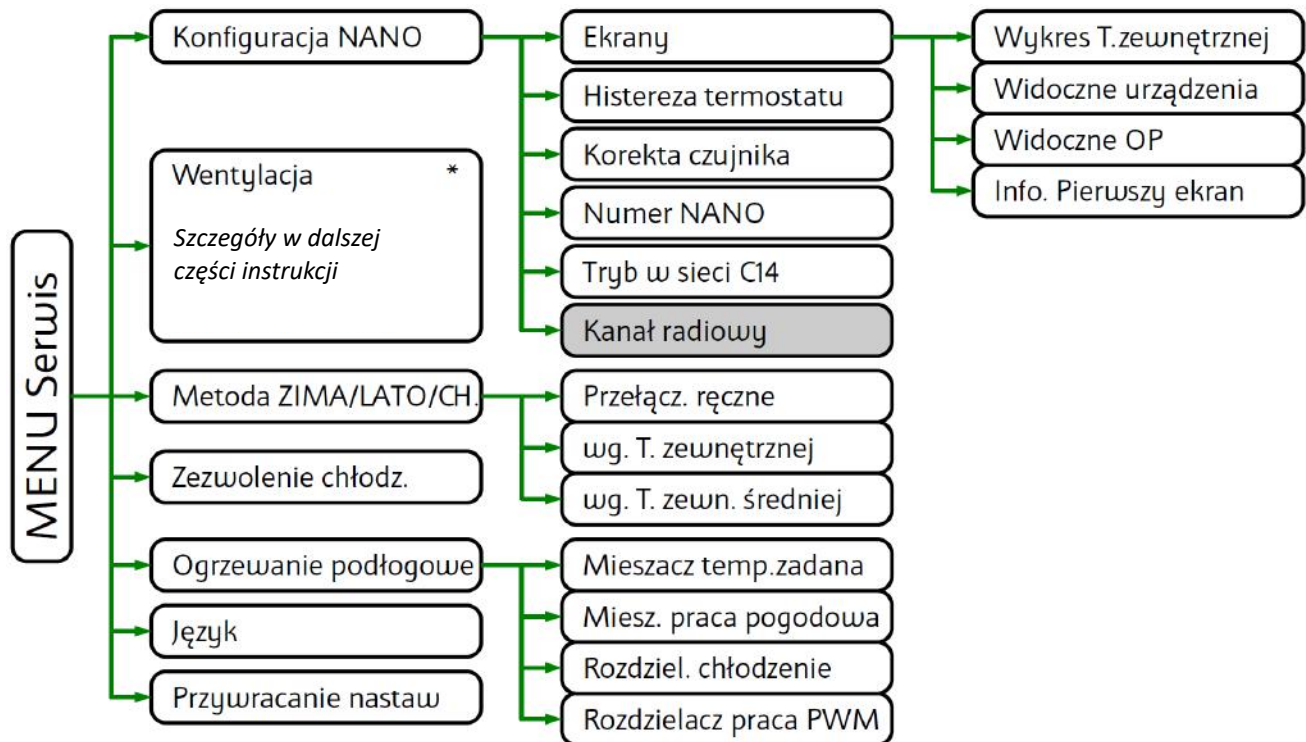 MENU Serwis
Konfiguracja NANO
Ekrany
Wykres T.zewnętrznej
Widoczne urządzenia
Widoczne OP
Info. Pierwszy ekran
Histereza termostatu
Korekta czujnika
Numer NANO
Tryb w sieci C14
Kanał radiowy
Wentylacja *
Szczegóły w dalszej
części instrukcji
Metoda ZIMA/LATO/CH.
Przełącz. ręczne
wg. T. zewnętrznej
wg. T. zewn. średniej
Zezwolenie chłodz.
Ogrzewanie podłogowe
Mieszacz temp.zadana
Miesz. praca pogodowa
Rozdziel. chłodzenie
Rozdzielacz praca PWM
Język
Przywracanie nastaw